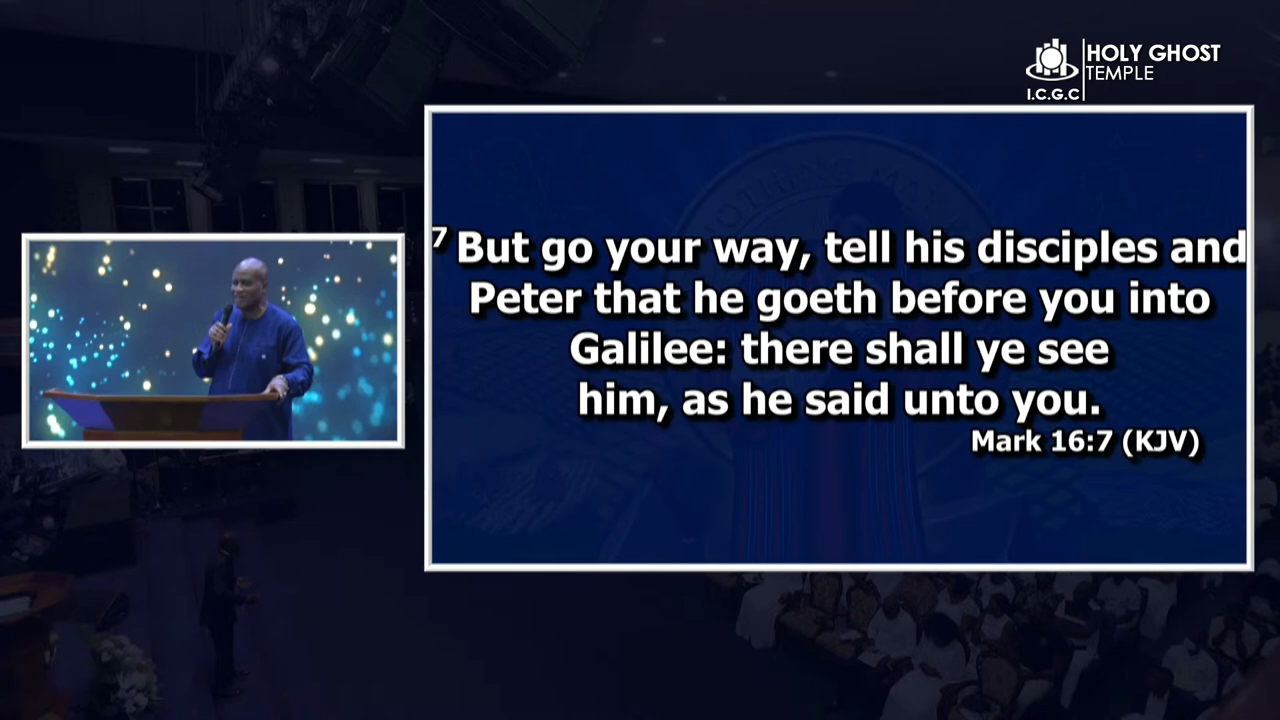 HOLY GHOST
TEMPLE
I.C.G.C
7 But go your way, tell his disciples and
Peter that he goeth before you into
Galilee: there shall ye see
him, as he said unto you.
Mark 16:7 (KJV)